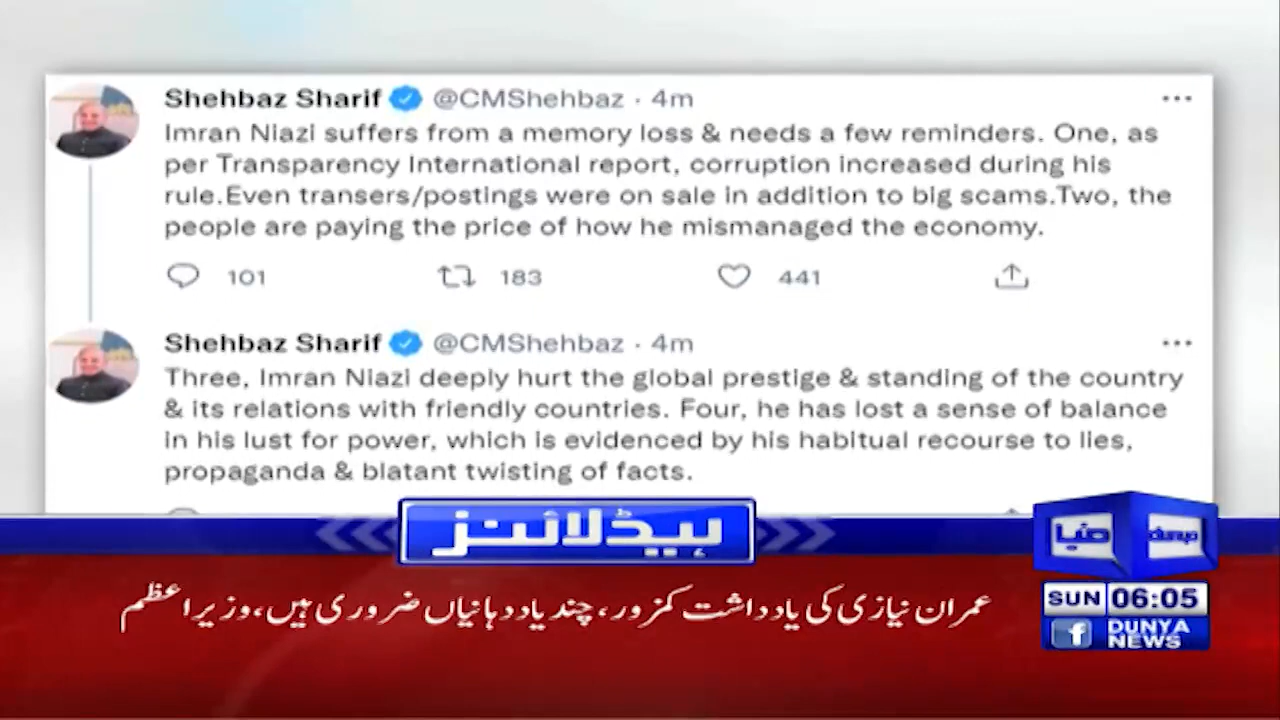 Shehbaz Sharif @CMShehbaz · 4m
Imran Niazi suffers from a memory loss & needs a few reminders. One, as
per Transparency International report, corruption increased during his
rule.Even transers/postings were on sale in addition to big scams.Two, the
people are paying the price of how he mismanaged the economy.
101 183 441
Shehbaz Sharif @CMShehbaz · 4m
Three, Imran Niazi deeply hurt the global prestige & standing of the country
& its relations with friendly countries. Four, he has lost a sense of balance
in his lust for power, which is evidenced by his habitual recourse to lies,
propaganda & blatant twisting of facts.
ہیڈلائنز
عمران نیازی کی یادداشت کمزور، چند یاددہانیاں ضروری ہیں، وزیراعظم
دنیا
SUN 06:05
DUNYA
NEWS